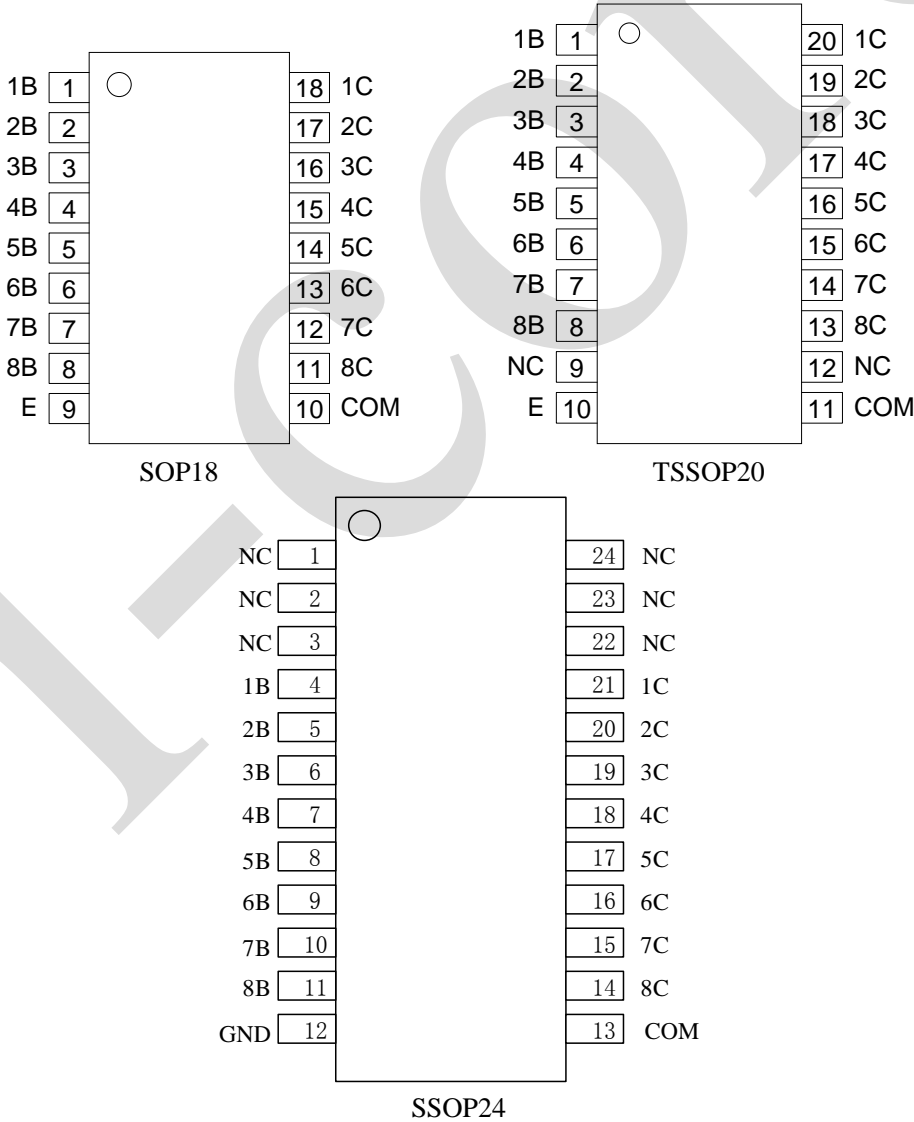 1B 1 18 1C
2B 2 17 2C
3B 3 16 3C
4B 4 15 4C
5B 5 14 5C
6B 6 13 6C
7B 7 12 7C
8B 8 11 8C
E 9 10 COM
SOP18
1B 1 20 1C
2B 2 19 2C
3B 3 18 3C
4B 4 17 4C
5B 5 16 5C
6B 6 15 6C
7B 7 14 7C
8B 8 13 8C
NC 9 12 NC
E 10 11 COM
TSSOP20
NC 1 24 NC
NC 2 23 NC
NC 3 22 NC
1B 4 21 1C
2B 5 20 2C
3B 6 19 3C
4B 7 18 4C
5B 8 17 5C
6B 9 16 6C
7B 10 15 7C
8B 11 14 8C
GND 12 13 COM
SSOP24